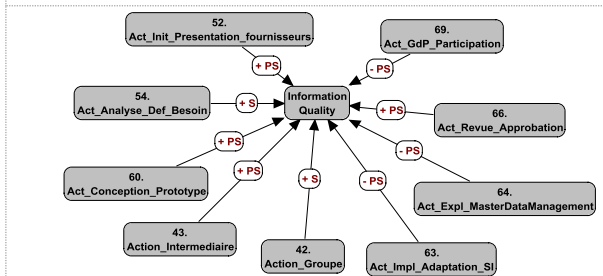 52.
Act_Init_Presentation_fournisseurs
69.
Act_GdP_Participation
+ PS
- PS
54.
Act_Analyse_Def_Besoin
+ S
Information
Quality
+ PS
66.
Act_Revue_Approbation
+ PS
- PS
60.
Act_Conception_Prototype
+ PS
+ S
- PS
64.
Act_Expl_MasterDataManagement
43.
Action_Intermediaire
42.
Action_Groupe
63.
Act_Impl_Adaptation_SI